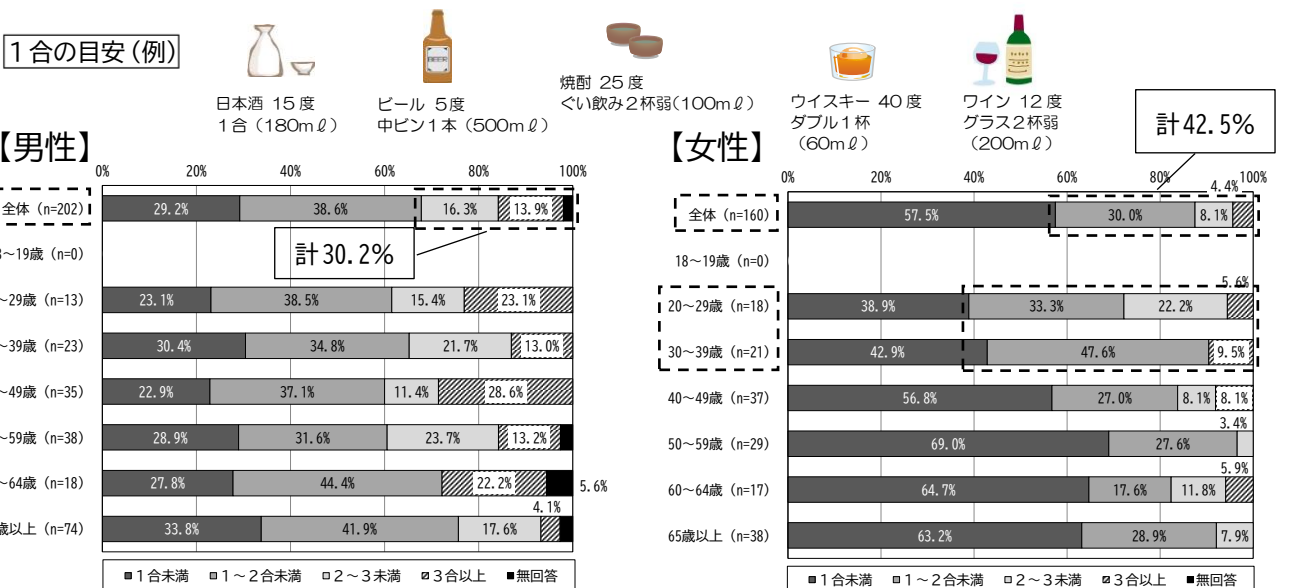 1合の目安(例)
日本酒 15度
1合(180mℓ)
ビール 5度
中ビン1本(500mℓ)
焼酎 25度
ぐい飲み2杯弱(100mℓ)
ウイスキー 40度
ダブル1杯
(60mℓ)
ワイン 12度
グラス2杯弱
(200mℓ)
【男性】
0% 20% 40% 60% 80% 100%
全体(n=202) 29.2% 38.6% 16.3% 13.9%
計30.2%
~19歳(n=0)
~29歳(n=13) 23.1% 38.5% 15.4% 23.1%
~39歳(n=23) 30.4% 34.8% 21.7% 13.0%
~49歳(n=35) 22.9% 37.1% 11.4% 28.6%
~59歳(n=38) 28.9% 31.6% 23.7% 13.2%
~64歳(n=18) 27.8% 44.4% 22.2% 5.6%
歳以上(n=74) 33.8% 41.9% 17.6% 4.1%
■1合未満 ■1~2合未満 □2~3未満 3合以上 ■無回答
【女性】
計42.5%
0% 20% 40% 60% 80% 100%
全体(n=160) 57.5% 30.0% 8.1% 4.4%
18~19歳(n=0)
20~29歳(n=18) 38.9% 33.3% 22.2% 5.6%
30~39歳(n=21) 42.9% 47.6% 9.5%
40~49歳(n=37) 56.8% 27.0% 8.1% 8.1%
50~59歳(n=29) 69.0% 27.6% 3.4%
60~64歳(n=17) 64.7% 17.6% 11.8% 5.9%
65歳以上(n=38) 63.2% 28.9% 7.9%
■1合未満 ■1~2合未満 □2~3未満 3合以上 ■無回答